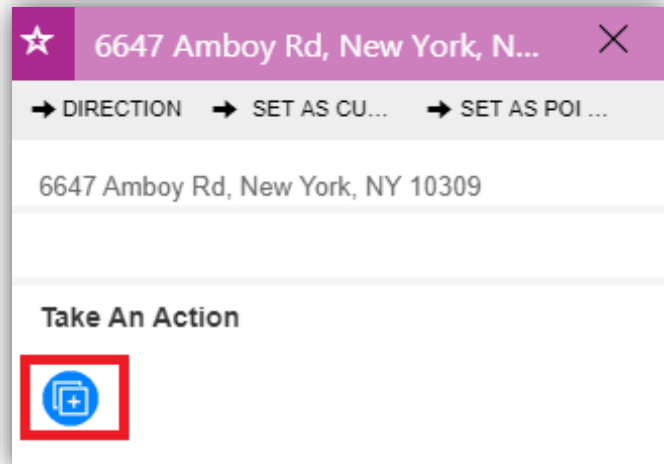 6647 Amboy Rd, New York, N...
DIRECTION SET AS CU... SET AS POI ...
6647 Amboy Rd, New York, NY 10309
Take An Action